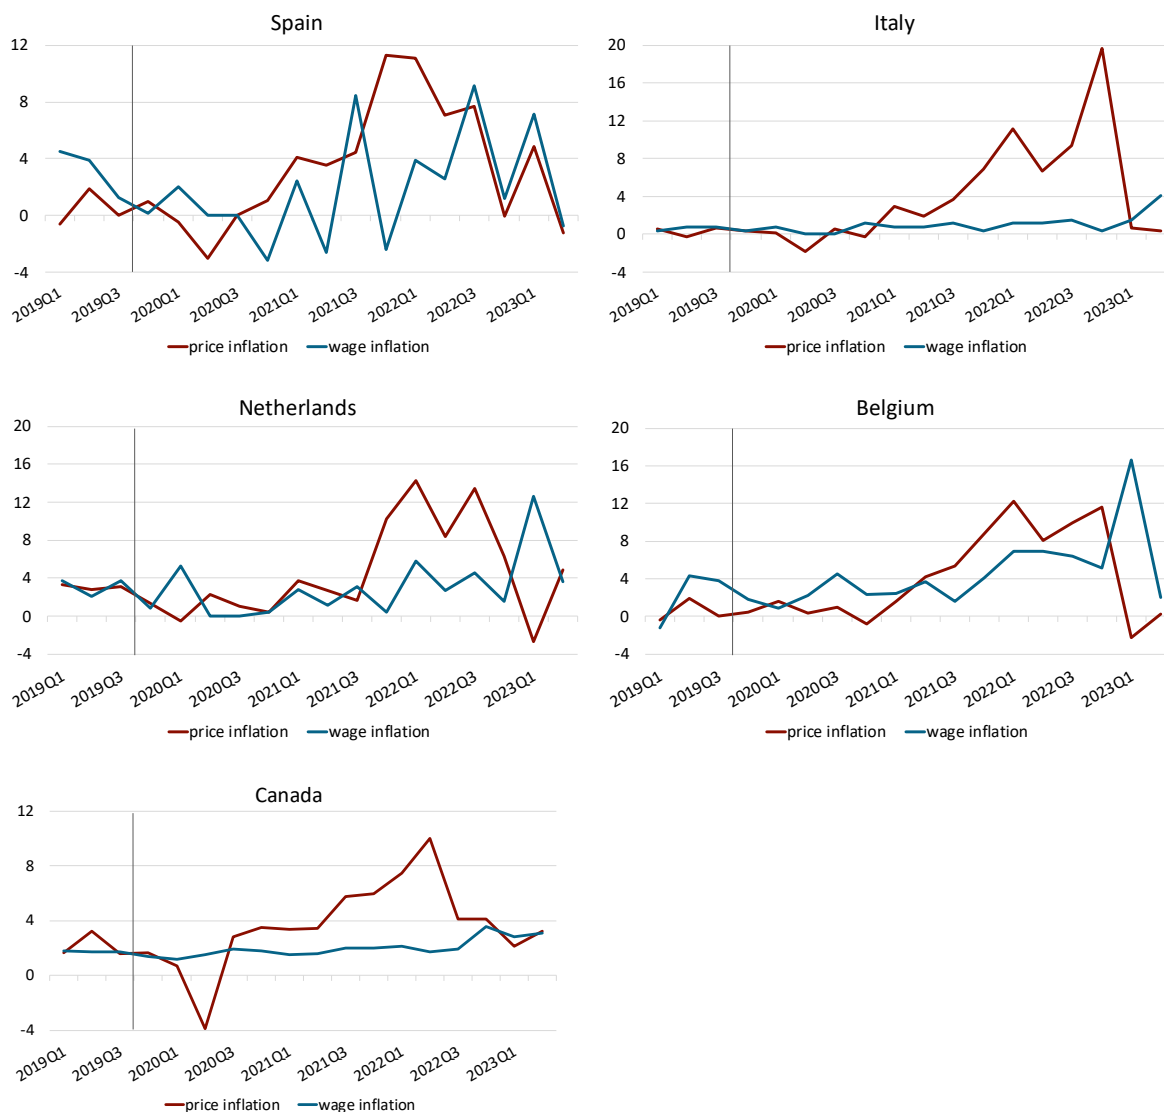 Spain
12
8
4
0
-4
2019Q1 2019Q3 2020Q1 2020Q3 2021Q1 2021Q3 2022Q1 2022Q3 2023Q1
price inflation wage inflation
Italy
20
16
12
8
4
0
-4
2019Q1 2019Q3 2020Q1 2020Q3 2021Q1 2021Q3 2022Q1 2022Q3 2023Q1
price inflation wage inflation
Netherlands
20
16
12
8
4
0
-4
2019Q1 2019Q3 2020Q1 2020Q3 2021Q1 2021Q3 2022Q1 2022Q3 2023Q1
price inflation wage inflation
Belgium
20
16
12
8
4
0
-4
2019Q1 2019Q3 2020Q1 2020Q3 2021Q1 2021Q3 2022Q1 2022Q3 2023Q1
price inflation wage inflation
Canada
12
8
4
0
-4
2019Q1 2019Q3 2020Q1 2020Q3 2021Q1 2021Q3 2022Q1 2022Q3 2023Q1
price inflation wage inflation